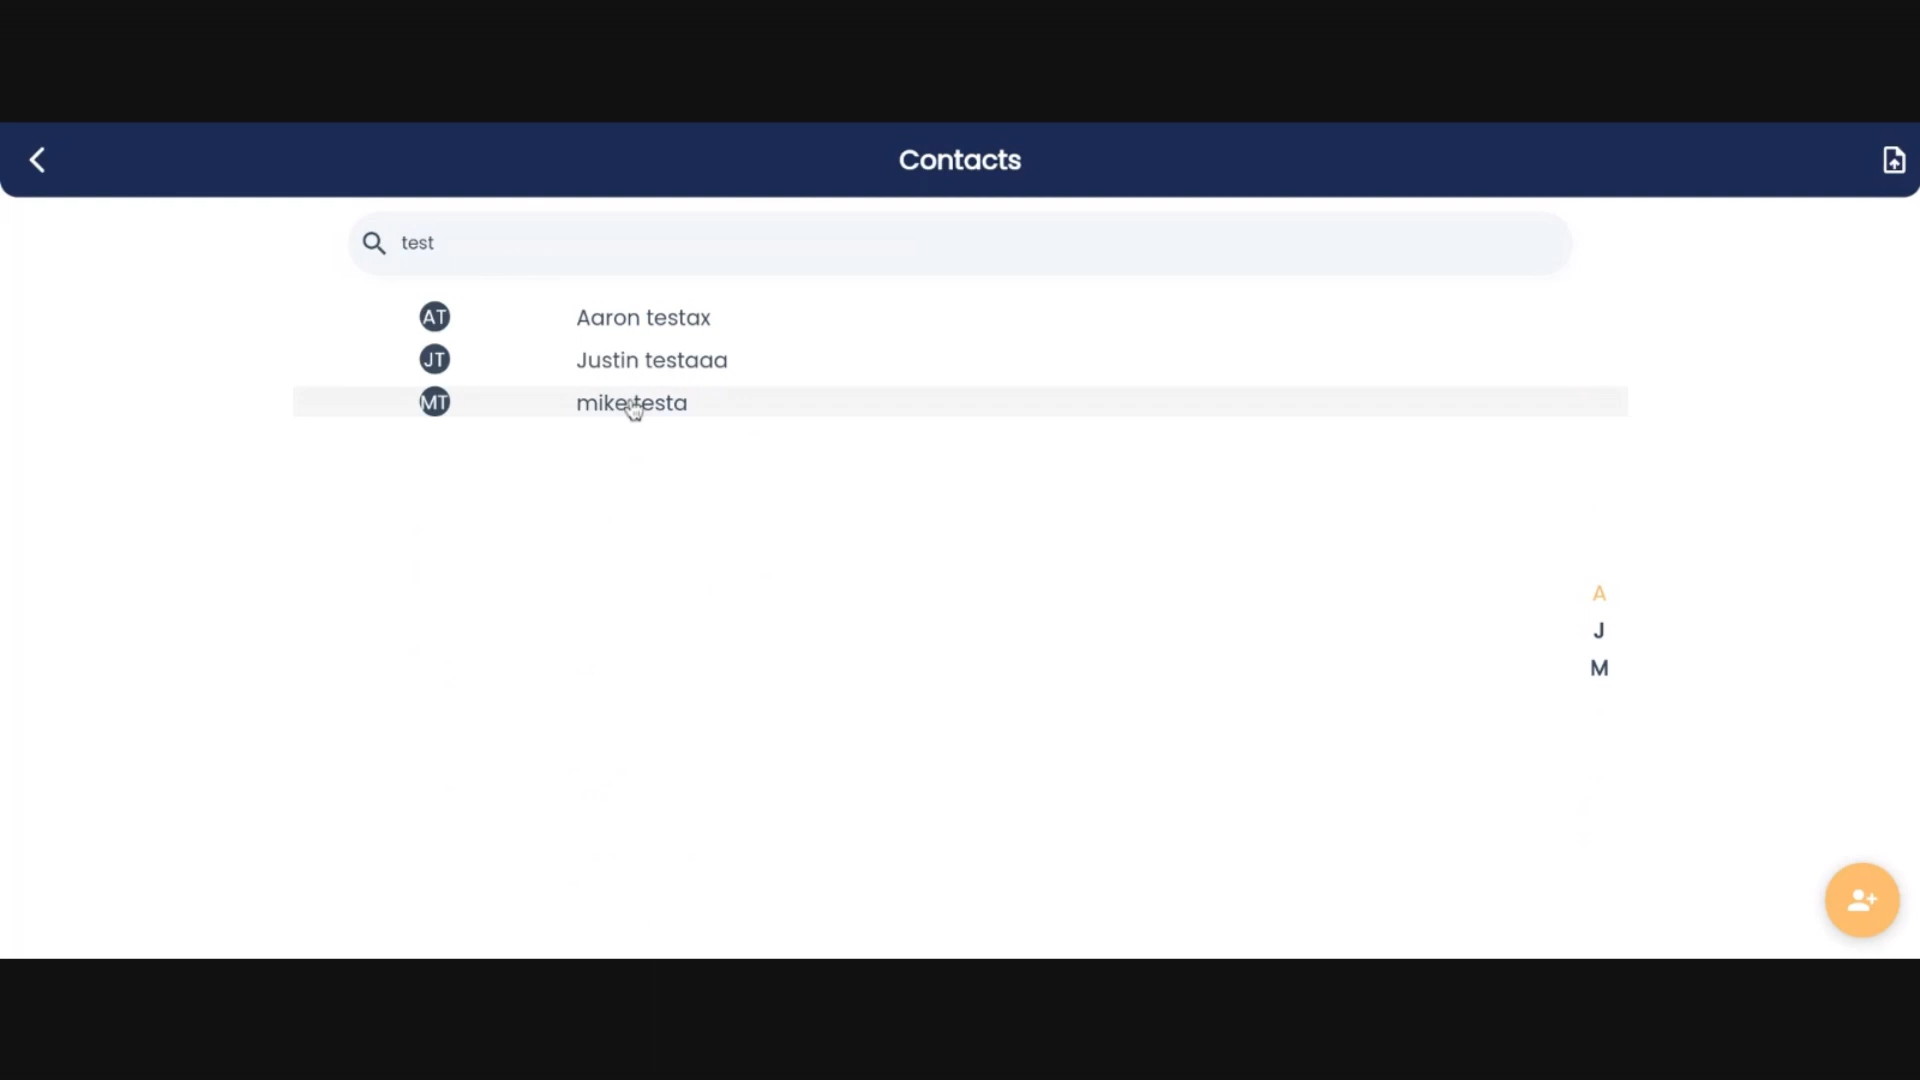 Contacts
test
AT Aaron testax
JT Justin testaaa
MT mike testa
A
J
M